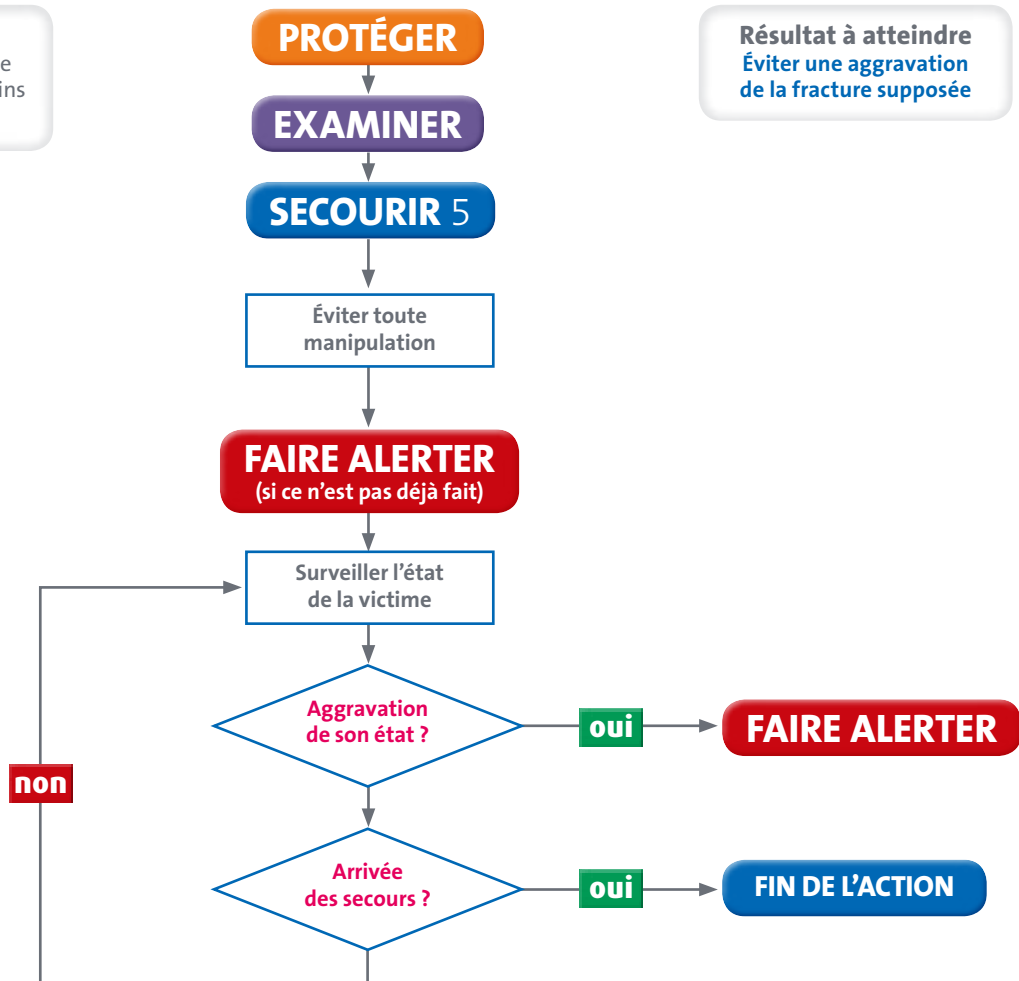 PROTÉGER
Résultat à atteindre
Éviter une aggravation
de la fracture supposée
EXAMINER
SECOURIR 5
Éviter toute
manipulation
FAIRE ALERTER
(si ce n'est pas déjà fait)
Surveiller l'état
de la victime
Aggravation
de son état ?
oui
FAIRE ALERTER
non
Arrivée
des secours ?
oui
FIN DE L'ACTION